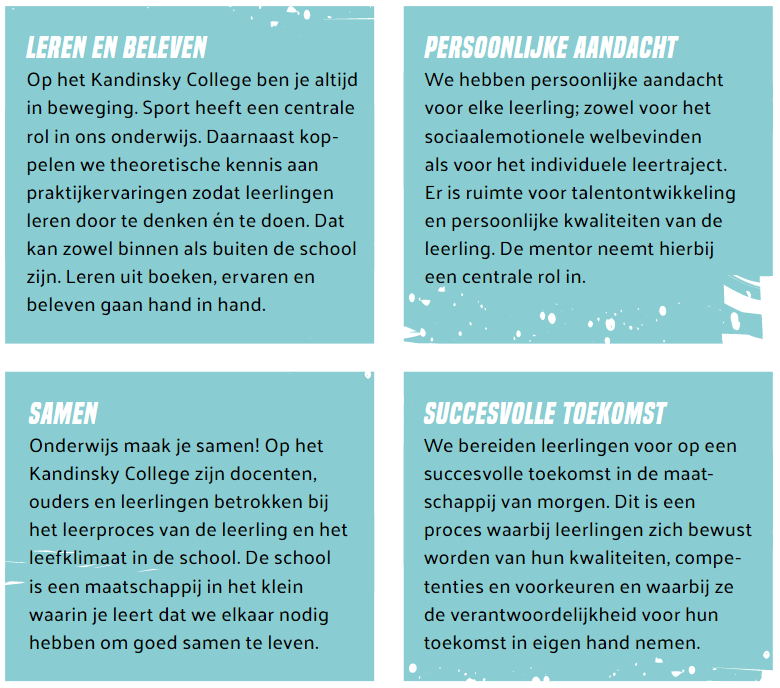 LEREN EN BELEVEN
Op het Kandinsky College ben je altijd
in beweging. Sport heeft een centrale
rol in ons onderwijs. Daarnaast kop-
pelen we theoretische kennis aan
praktijkervaringen zodat leerlingen
leren door te denken én te doen. Dat
kan zowel binnen als buiten de school
zijn. Leren uit boeken, ervaren en
beleven gaan hand in hand.
PERSOONLIJKE AANDACHT
We hebben persoonlijke aandacht
voor elke leerling; zowel voor het
sociaalemotionele welbevinden
als voor het individuele leertraject.
Er is ruimte voor talentontwikkeling
en persoonlijke kwaliteiten van de
leerling. De mentor neemt hierbij
een centrale rol in.
SAMEN
Onderwijs maak je samen! Op het
Kandinsky College zijn docenten,
ouders en leerlingen betrokken bij
het leerproces van de leerling en het
leefklimaat in de school. De school
is een maatschappij in het klein
waarin je leert dat we elkaar nodig
hebben om goed samen te leven.
SUCCESVOLLE TOEKOMST
We bereiden leerlingen voor op een
succesvolle toekomst in de maat-
schappij van morgen. Dit is een
proces waarbij leerlingen zich bewust
worden van hun kwaliteiten, compe-
tenties en voorkeuren en waarbij ze
de verantwoordelijkheid voor hun
toekomst in eigen hand nemen.